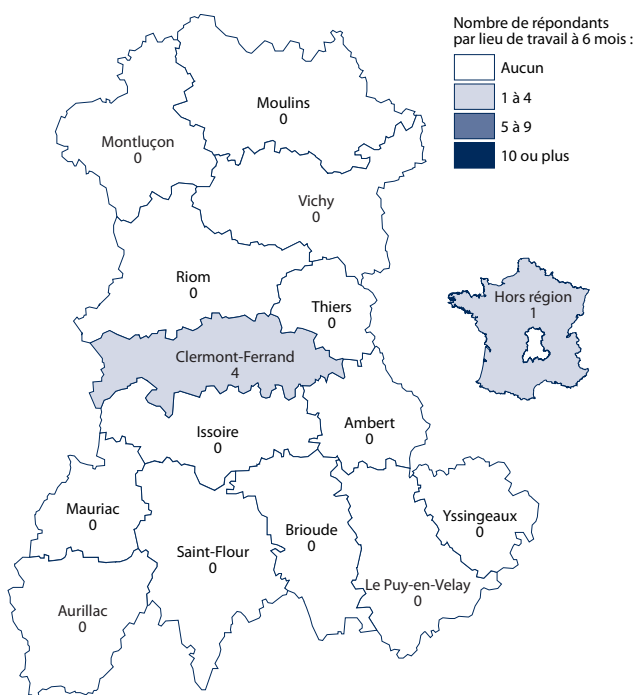 Nombre de répondants
par lieu de travail à 6 mois :
Aucun
1 à 4
5 à 9
10 ou plus
Moulins
0
Montluçon
0
Vichy
0
Riom
0
Thiers
0
Hors région
1
Clermont-Ferrand
4
Issoire
0
Ambert
0
Mauriac
0
Saint-Flour
0
Brioude
0
Yssingeaux
0
Le Puy-en-Velay
0
Aurillac
0